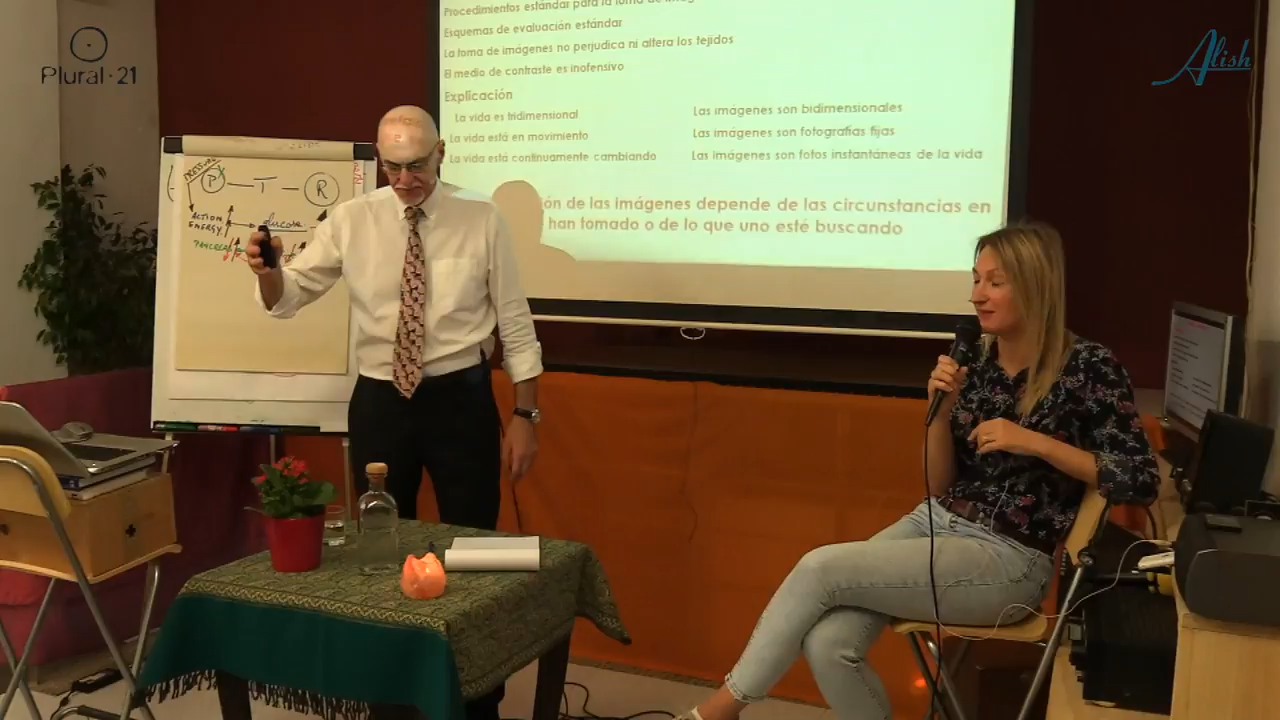 Plural·21
Alish
Procedimientos estándar para la toma de
Esquemas de evaluación estándar
La toma de imágenes no perjudica ni altera los tejidos
El medio de contraste es inofensivo
Explicación
La vida es tridimensional Las imágenes son bidimensionales
La vida está en movimiento Las imágenes son fotografías fijas
La vida está continuamente cambiando Las imágenes son fotos instantáneas de la vida
ón de las imágenes depende de las circunstancias en
han tomado o de lo que uno esté buscando
PRESSURE
P — T — R
ACTION
ENERGY
glucose
PANCREAS